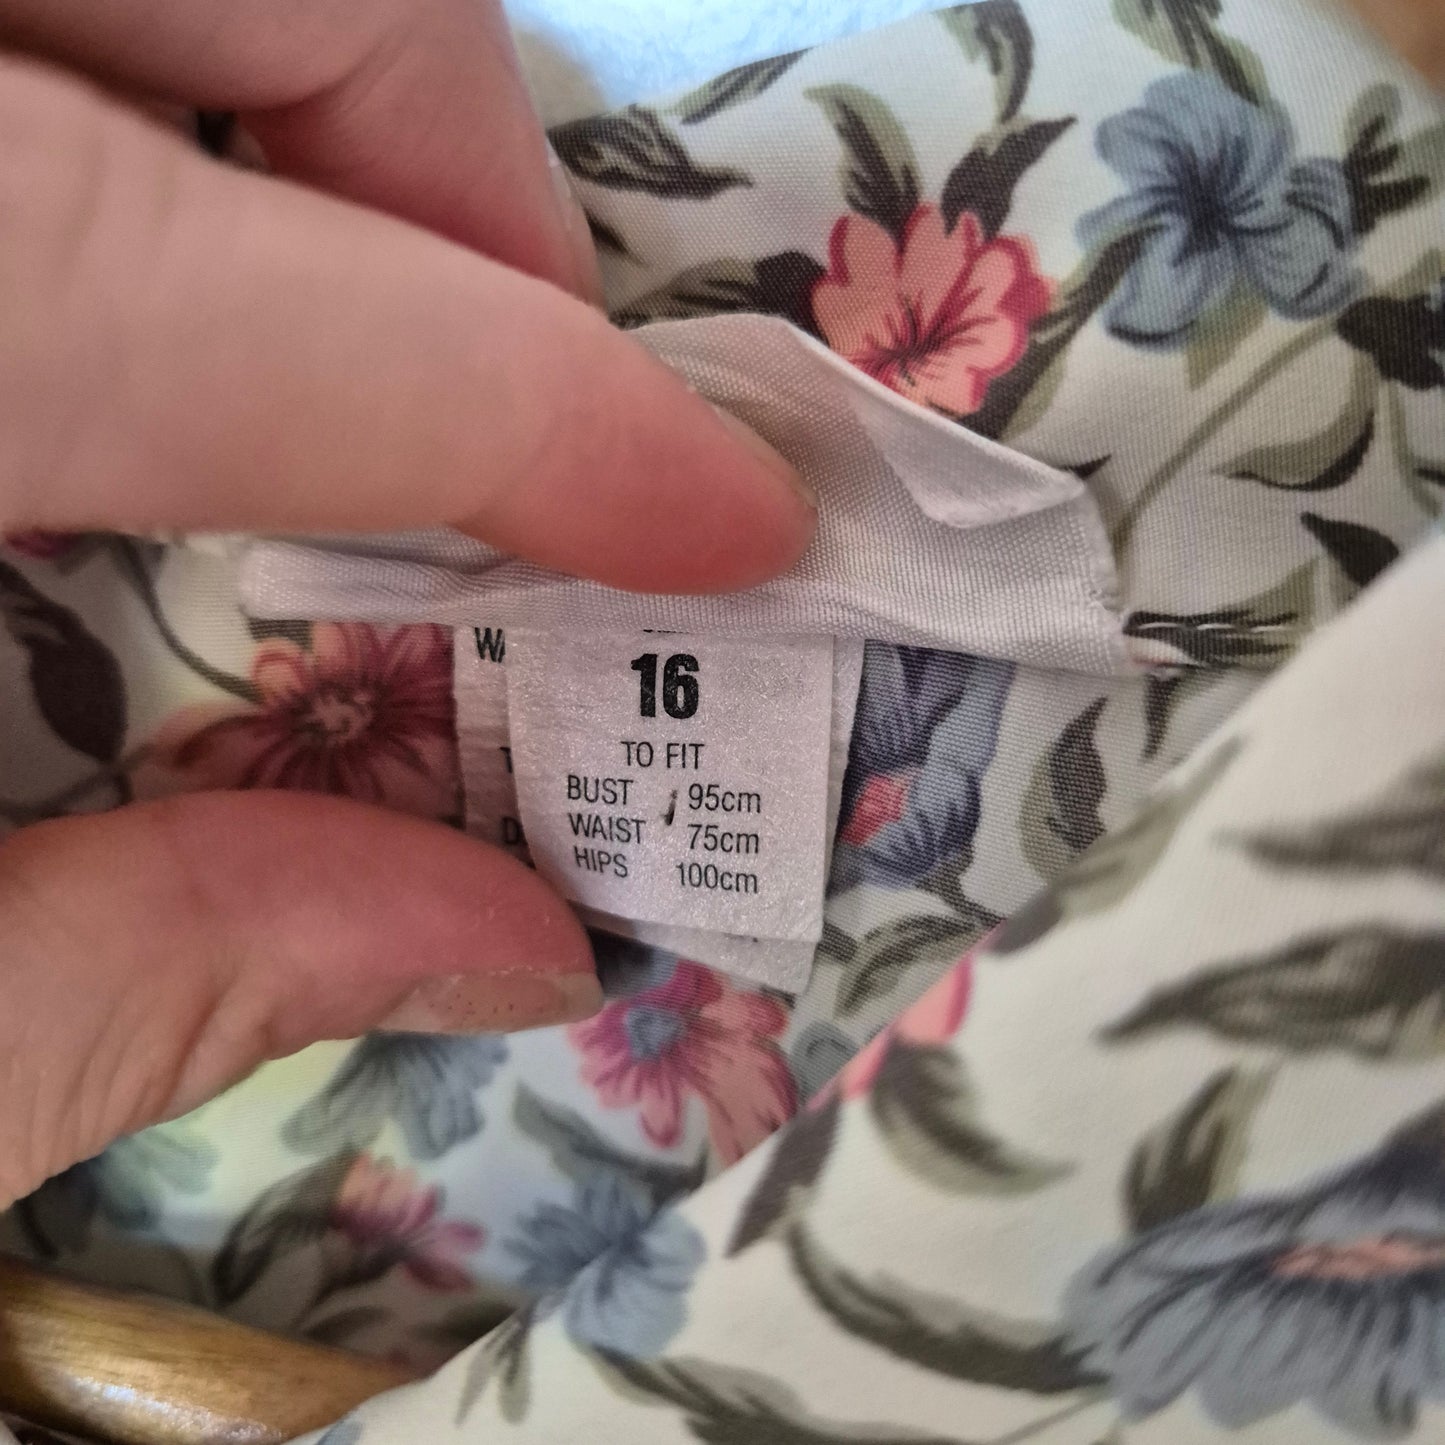 16
TO FIT
BUST 95cm
WAIST 75cm
HIPS 100cm